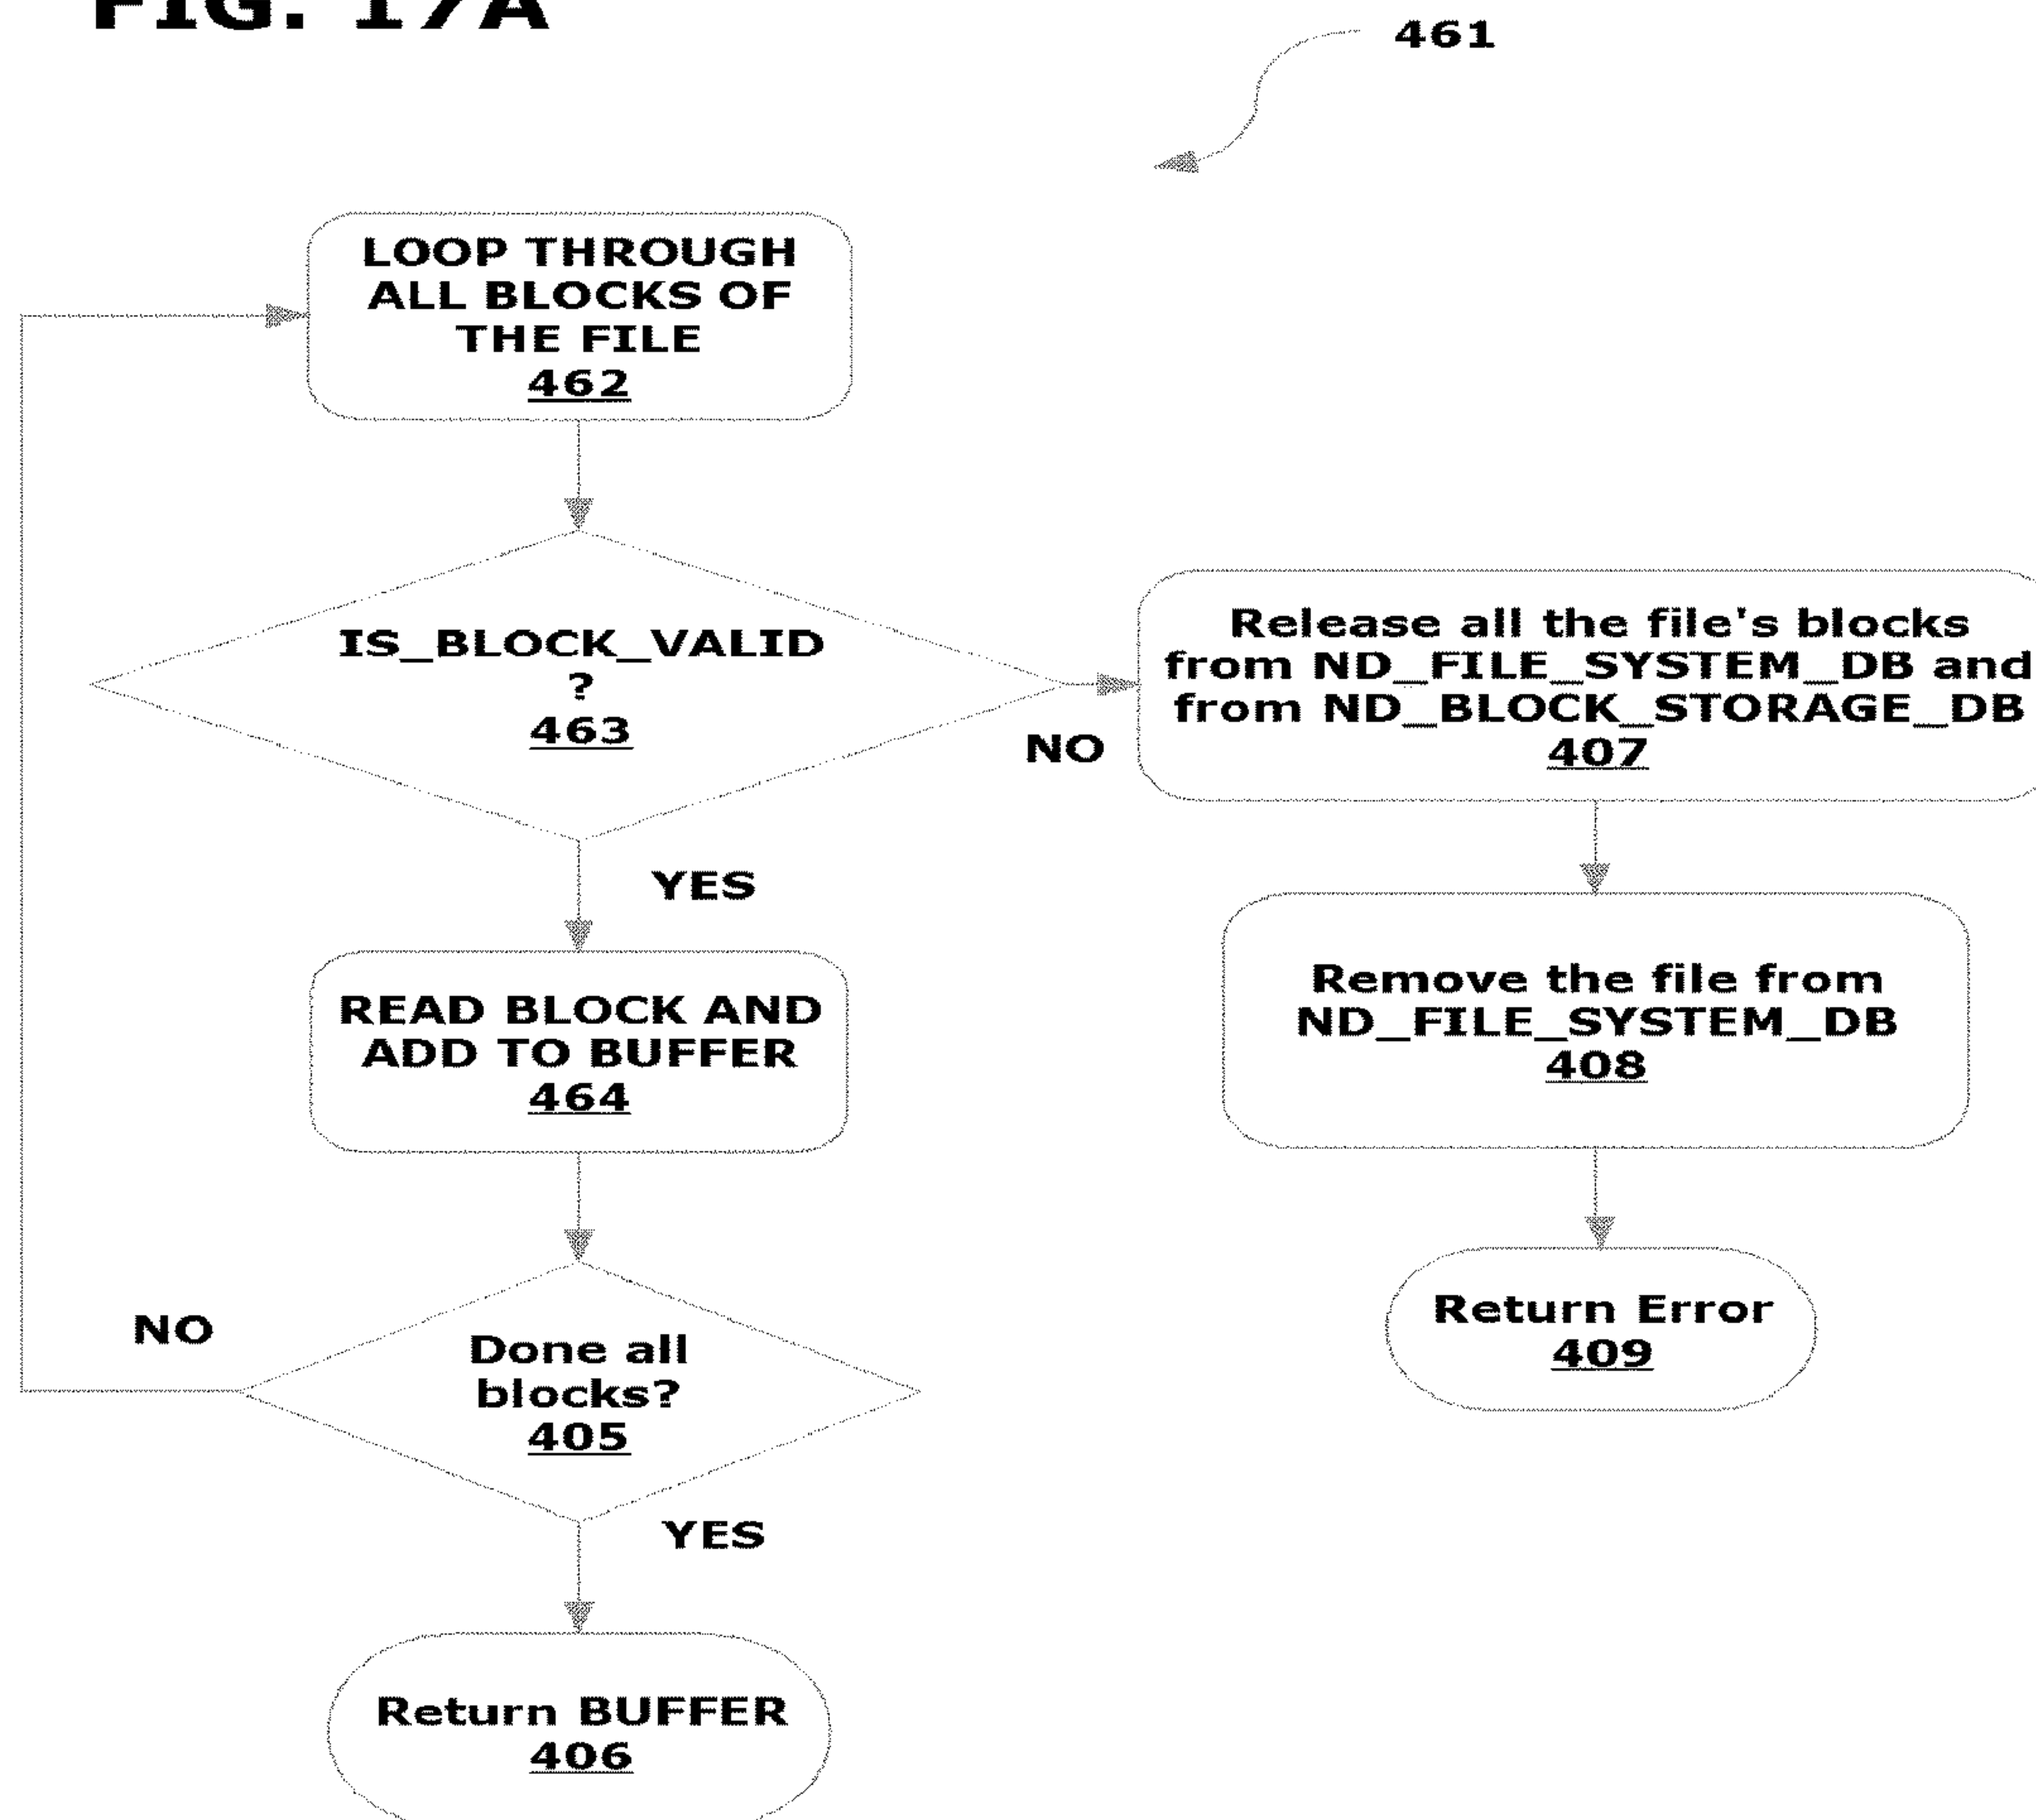 FIG. 17A
461
LOOP THROUGH
ALL BLOCKS OF
THE FILE
462
IS_BLOCK_VALID
?
463
NO
Release all the file's blocks
from ND_FILE_SYSTEM_DB and
from ND_BLOCK_STORAGE_DB
407
YES
READ BLOCK AND
ADD TO BUFFER
464
Remove the file from
ND_FILE_SYSTEM_DB
408
NO
Done all
blocks?
405
Return Error
409
YES
Return BUFFER
406